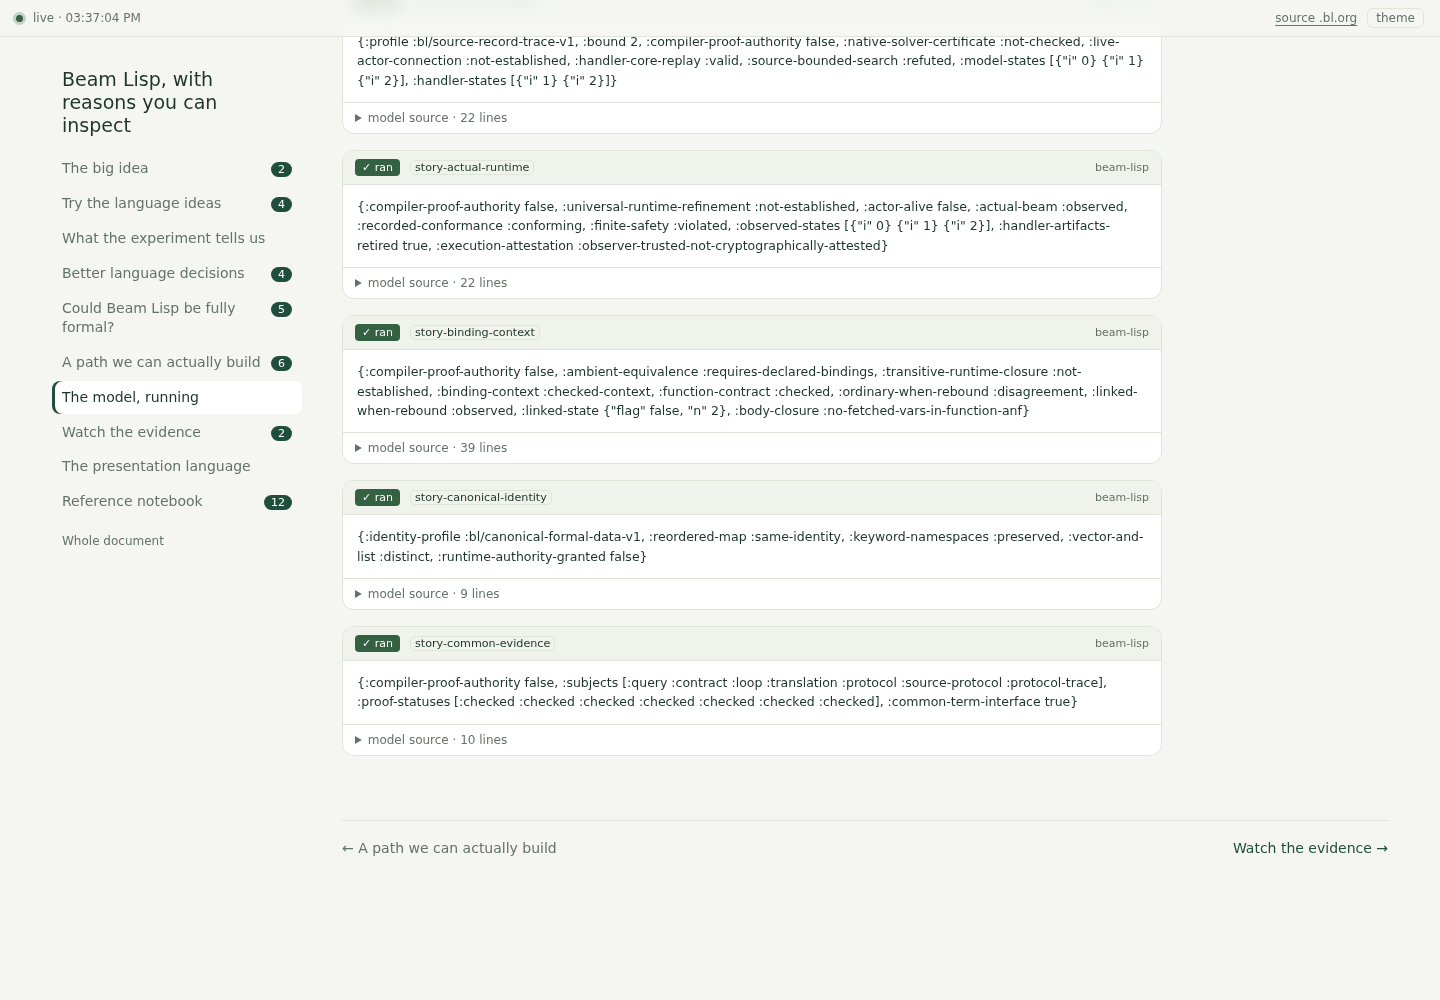 live · 03:37:04 PM
source .bl.org
theme
Beam Lisp, with
reasons you can
inspect
The big idea 2
Try the language ideas 4
What the experiment tells us
Better language decisions 4
Could Beam Lisp be fully
formal? 5
A path we can actually build 6
The model, running
Watch the evidence 2
The presentation language
Reference notebook 12
Whole document
{:profile :bl/source-record-trace-v1, :bound 2, :compiler-proof-authority false, :native-solver-certificate :not-checked, :live-
actor-connection :not-established, :handler-core-replay :valid, :source-bounded-search :refuted, :model-states [{"i" 0} {"i" 1}
{"i" 2}], :handler-states [{"i" 1} {"i" 2}]}
▶ model source · 22 lines
✓ ran story-actual-runtime beam-lisp
{:compiler-proof-authority false, :universal-runtime-refinement :not-established, :actor-alive false, :actual-beam :observed,
:recorded-conformance :conforming, :finite-safety :violated, :observed-states [{"i" 0} {"i" 1} {"i" 2}], :handler-artifacts-
retired true, :execution-attestation :observer-trusted-not-cryptographically-attested}
▶ model source · 22 lines
✓ ran story-binding-context beam-lisp
{:compiler-proof-authority false, :ambient-equivalence :requires-declared-bindings, :transitive-runtime-closure :not-
established, :binding-context :checked-context, :function-contract :checked, :ordinary-when-rebound :disagreement, :linked-
when-rebound :observed, :linked-state {"flag" false, "n" 2}, :body-closure :no-fetched-vars-in-function-anf}
▶ model source · 39 lines
✓ ran story-canonical-identity beam-lisp
{:identity-profile :bl/canonical-formal-data-v1, :reordered-map :same-identity, :keyword-namespaces :preserved, :vector-and-
list :distinct, :runtime-authority-granted false}
▶ model source · 9 lines
✓ ran story-common-evidence beam-lisp
{:compiler-proof-authority false, :subjects [:query :contract :loop :translation :protocol :source-protocol :protocol-trace],
:proof-statuses [:checked :checked :checked :checked :checked :checked :checked], :common-term-interface true}
▶ model source · 10 lines
← A path we can actually build
Watch the evidence →